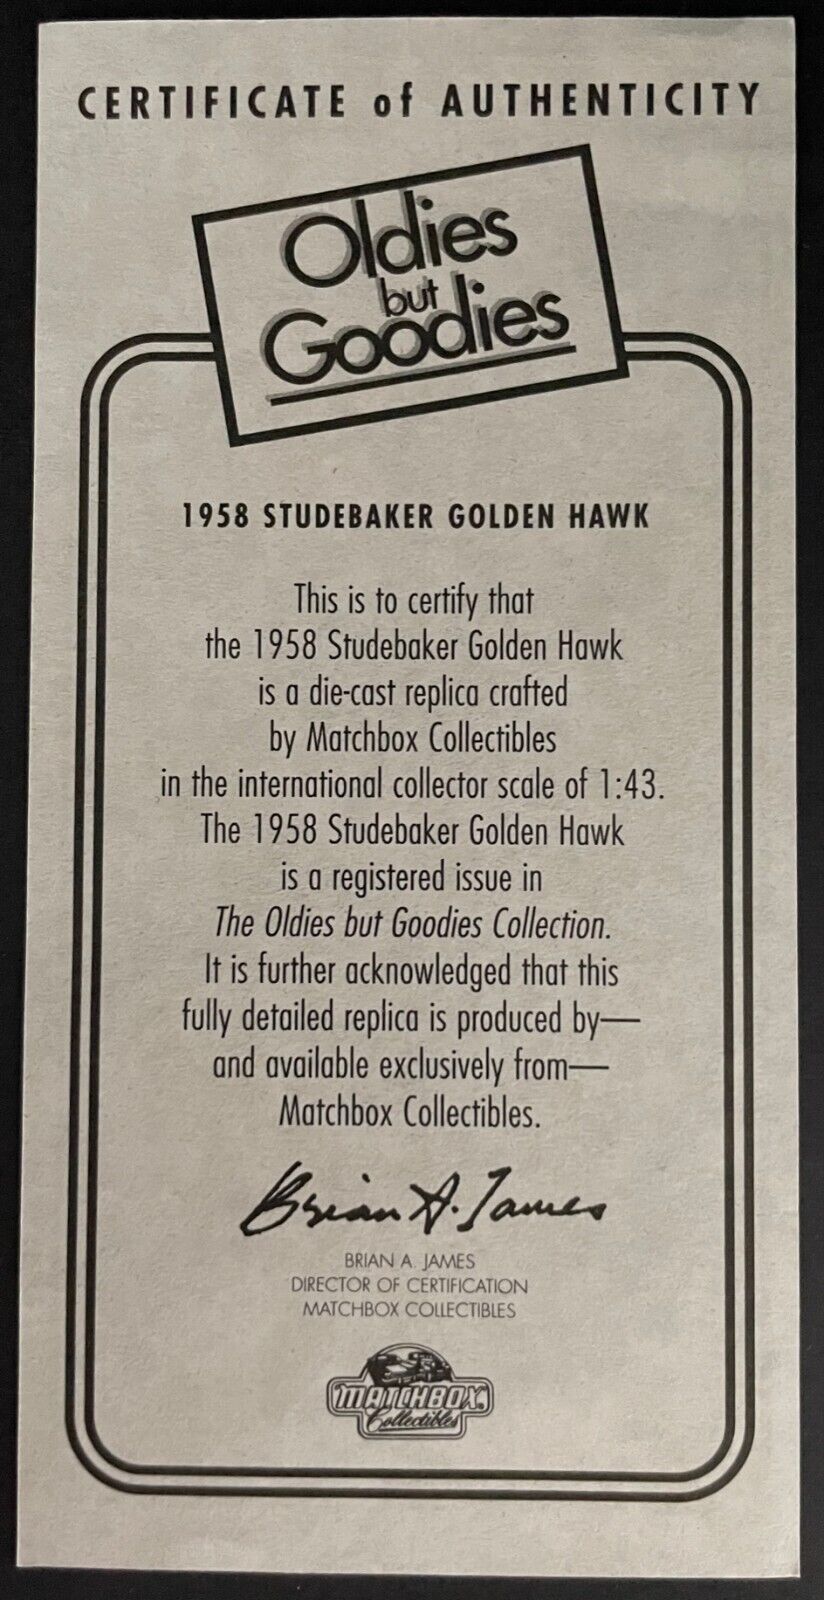 CERTIFICATE of AUTHENTICITY
Oldies
but
Goodies
1958 STUDEBAKER GOLDEN HAWK
This is to certify that
the 1958 Studebaker Golden Hawk
is a die-cast replica crafted
by Matchbox Collectibles
in the international collector scale of 1:43.
The 1958 Studebaker Golden Hawk
is a registered issue in
The Oldies but Goodies Collection.
It is further acknowledged that this
fully detailed replica is produced by—
and available exclusively from—
Matchbox Collectibles.
Brian A. James
BRIAN A. JAMES
DIRECTOR OF CERTIFICATION
MATCHBOX COLLECTIBLES
MATCHBOX®
Collectibles